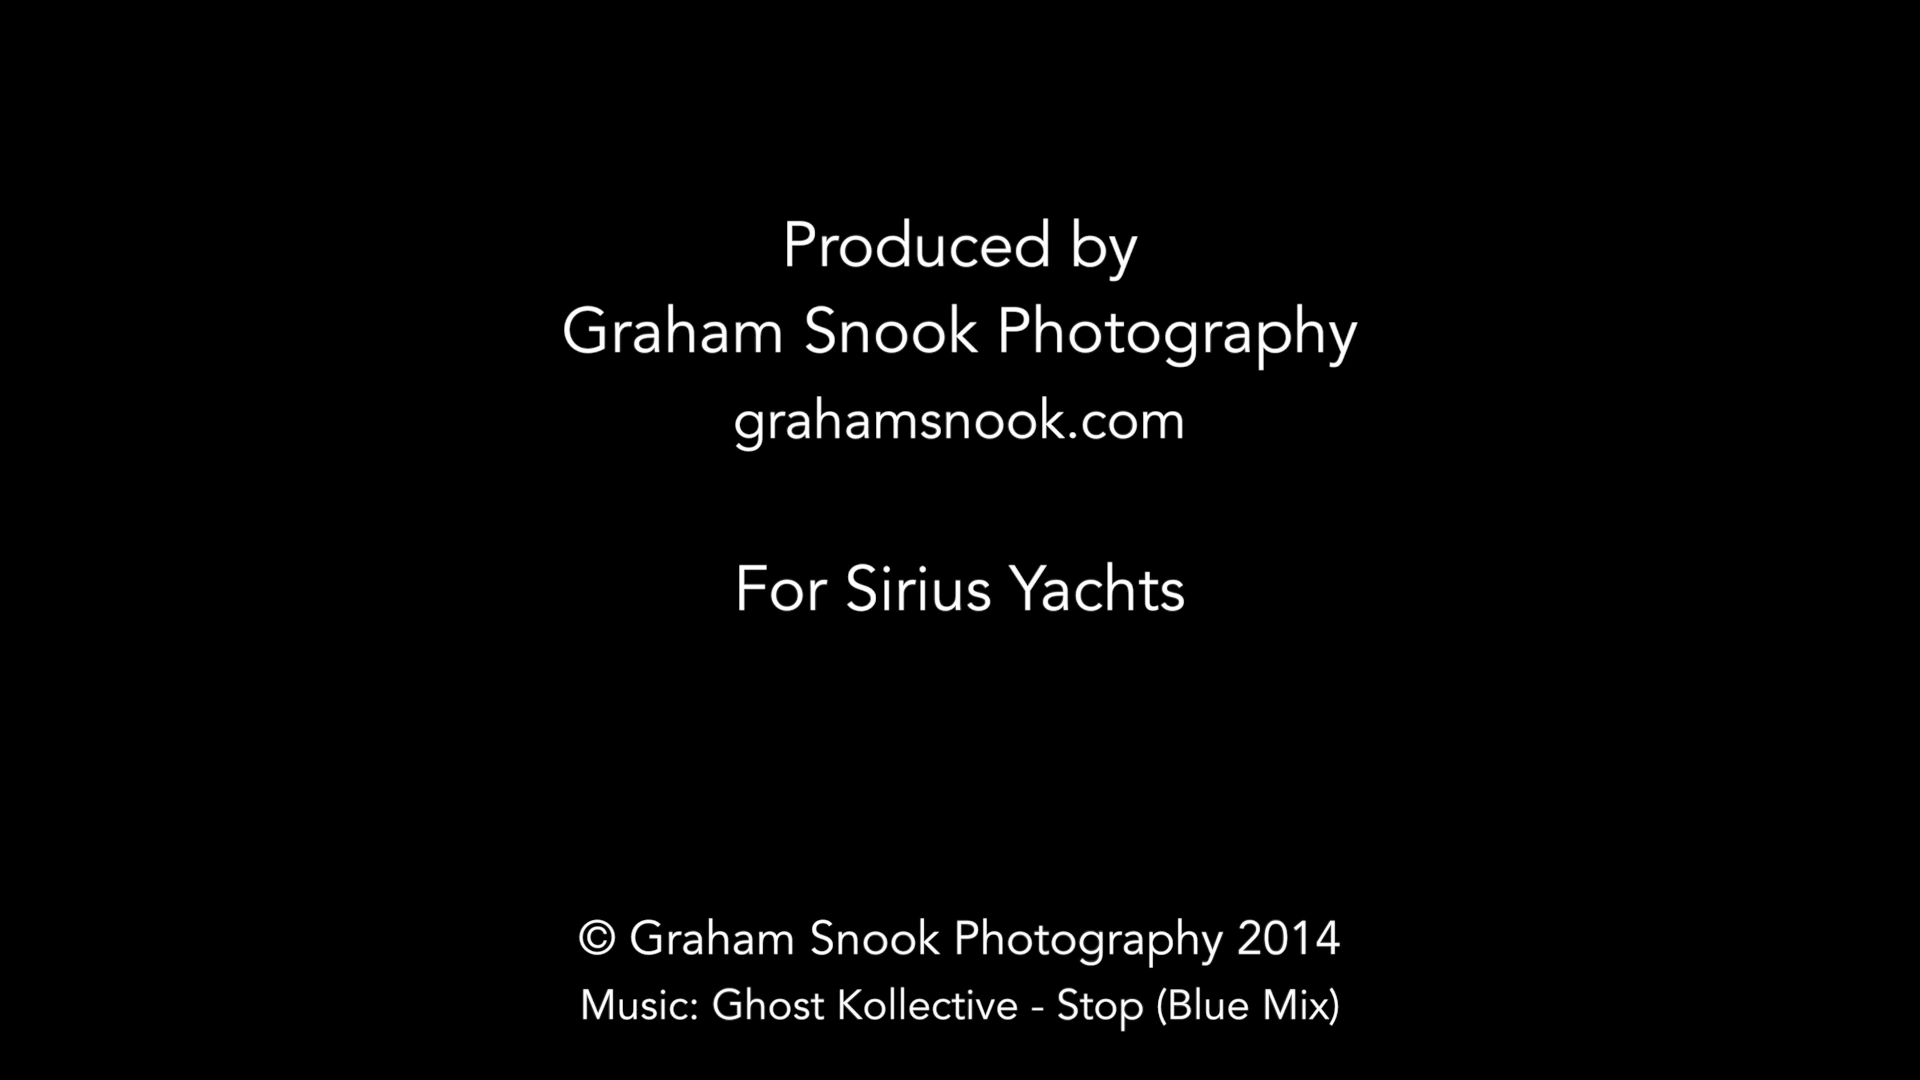 Produced by
Graham Snook Photography
grahamsnook.com
For Sirius Yachts
© Graham Snook Photography 2014
Music: Ghost Kollective - Stop (Blue Mix)